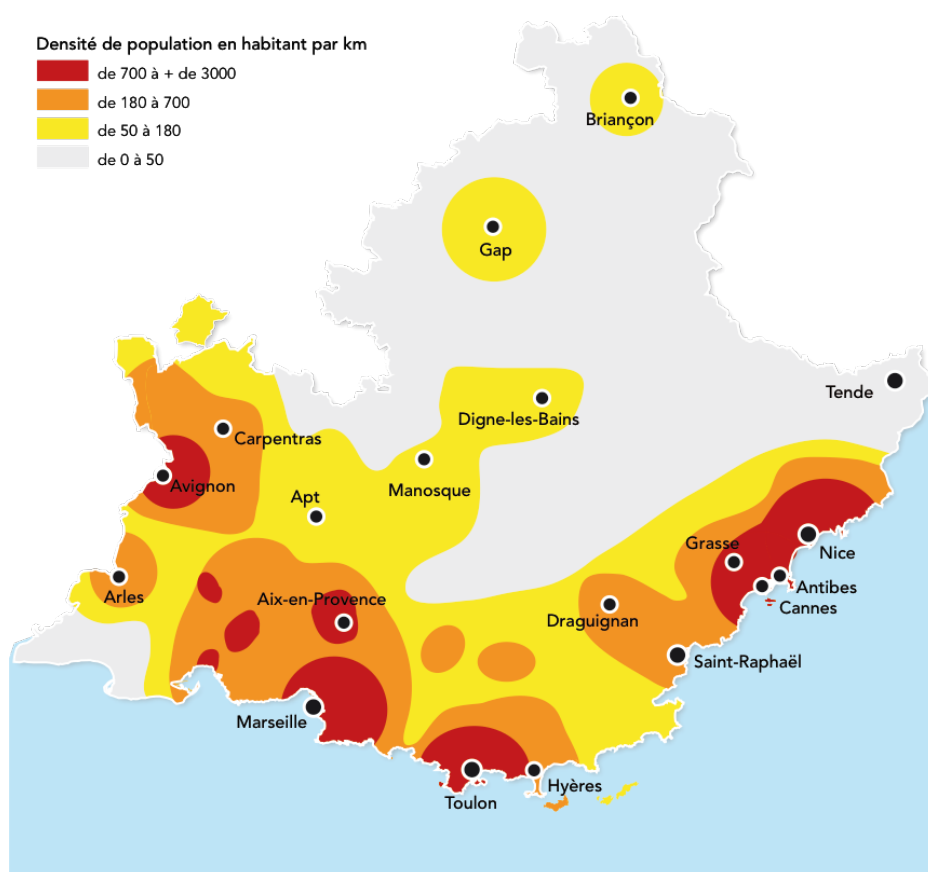 Densité de population en habitant par km
de 700 à + de 3000
de 180 à 700
de 50 à 180
de 0 à 50
Briançon
Gap
Tende
Digne-les-Bains
Carpentras
Avignon
Manosque
Apt
Grasse
Nice
Antibes
Cannes
Arles
Aix-en-Provence
Draguignan
Saint-Raphaël
Marseille
Hyères
Toulon